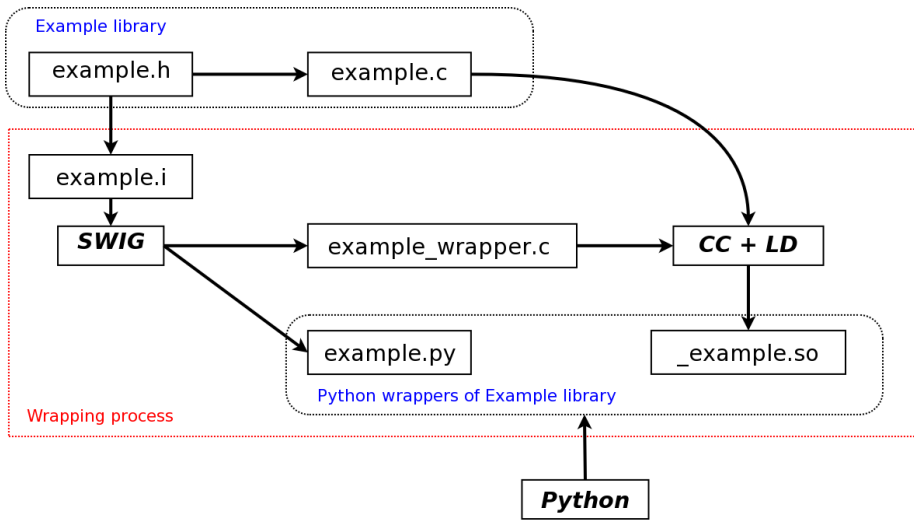 Example library
example.h
example.c
example.i
SWIG
example_wrapper.c
CC + LD
example.py
_example.so
Python wrappers of Example library
Wrapping process
Python